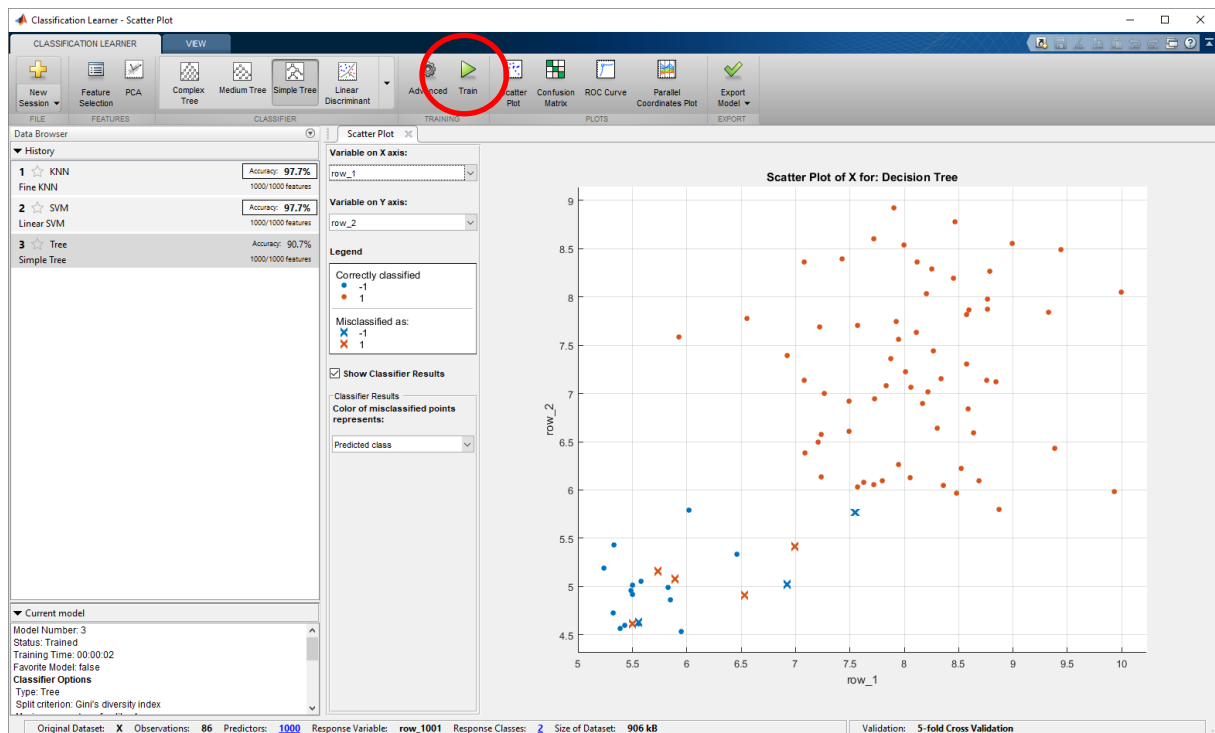 Classification Learner - Scatter Plot
CLASSIFICATION LEARNER VIEW
New Session
Feature Selection
PCA
Complex Tree
Medium Tree
Simple Tree
Linear Discriminant
Advanced
Train
Scatter Plot
Confusion Matrix
ROC Curve
Parallel Coordinates Plot
Export Model
FILE FEATURES CLASSIFIER TRAINING PLOTS EXPORT
Data Browser
History
1 KNN Accuracy: 97.7%
Fine KNN 1000/1000 features
2 SVM Accuracy: 97.7%
Linear SVM 1000/1000 features
3 Tree Accuracy: 90.7%
Simple Tree 1000/1000 features
Current model
Model Number: 3
Status: Trained
Training Time: 00:00:02
Favorite Model: false
Classifier Options
Type: Tree
Split criterion: Gini's diversity index
Scatter Plot
Variable on X axis:
row_1
Variable on Y axis:
row_2
Legend
Correctly classified
-1
1
Misclassified as:
-1
1
Show Classifier Results
Classifier Results
Color of misclassified points
represents:
Predicted class
Scatter Plot of X for: Decision Tree
9
8.5
8
7.5
7
6.5
6
5.5
5
4.5
row_2
5 5.5 6 6.5 7 7.5 8 8.5 9 9.5 10
row_1
Original Dataset: X Observations: 86 Predictors: 1000 Response Variable: row_1001 Response Classes: 2 Size of Dataset: 906 kB Validation: 5-fold Cross Validation